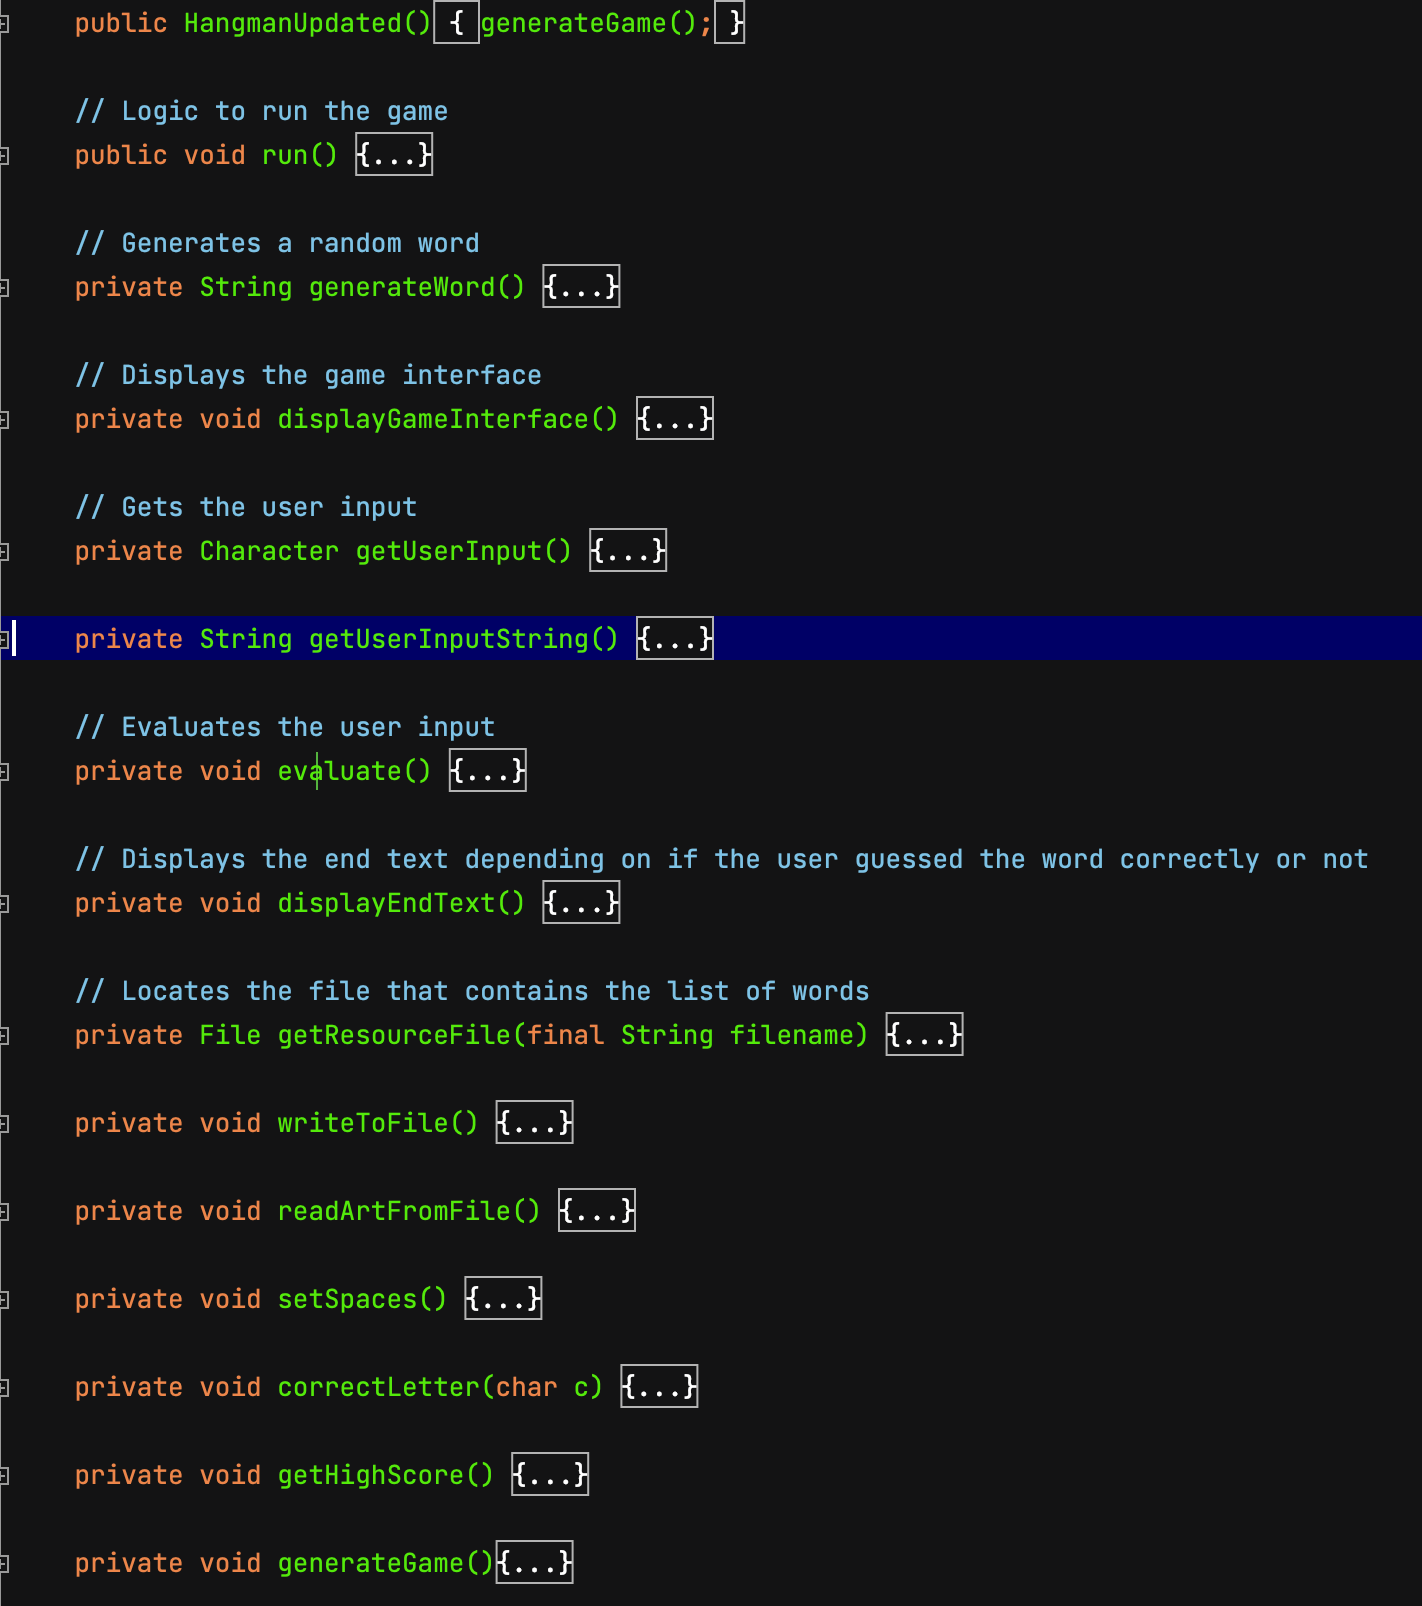 public HangmanUpdated() { generateGame(); }
// Logic to run the game
public void run() {...}
// Generates a random word
private String generateWord() {...}
// Displays the game interface
private void displayGameInterface() {...}
// Gets the user input
private Character getUserInput() {...}
private String getUserInputString() {...}
// Evaluates the user input
private void evaluate() {...}
// Displays the end text depending on if the user guessed the word correctly or not
private void displayEndText() {...}
// Locates the file that contains the list of words
private File getResourceFile(final String filename) {...}
private void writeToFile() {...}
private void readArtFromFile() {...}
private void setSpaces() {...}
private void correctLetter(char c) {...}
private void getHighScore() {...}
private void generateGame(){...}